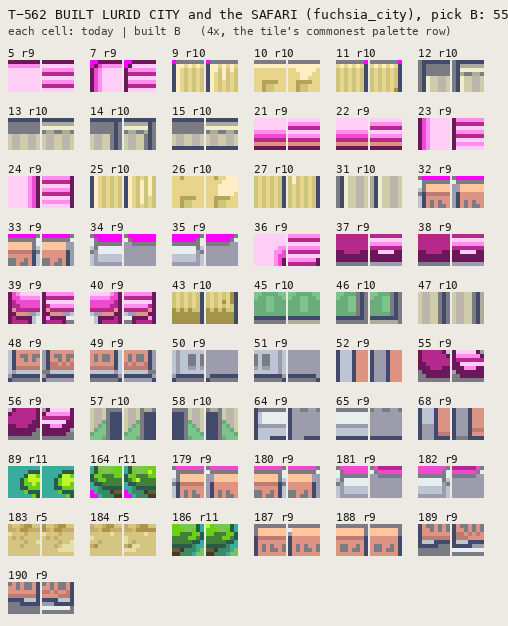 T−562 BUILT LURID CITY and the SAFARI (fuchsia_city), pick B: 55
each cell: today | built B (4x, the tile's commonest palette row)
5 r9 7 r9 9 r10 10 r10 11 r10 12 r10
13 r10 14 r10 15 r10 21 r9 22 r9 23 r9
24 r9 25 r10 26 r10 27 r10 31 r10 32 r9
33 r9 34 r9 35 r9 36 r9 37 r9 38 r9
39 r9 40 r9 43 r10 45 r10 46 r10 47 r10
48 r9 49 r9 50 r9 51 r9 52 r9 55 r9
56 r9 57 r10 58 r10 64 r9 65 r9 68 r9
89 r11 164 r11 179 r9 180 r9 181 r9 182 r9
183 r5 184 r5 186 r11 187 r9 188 r9 189 r9
190 r9